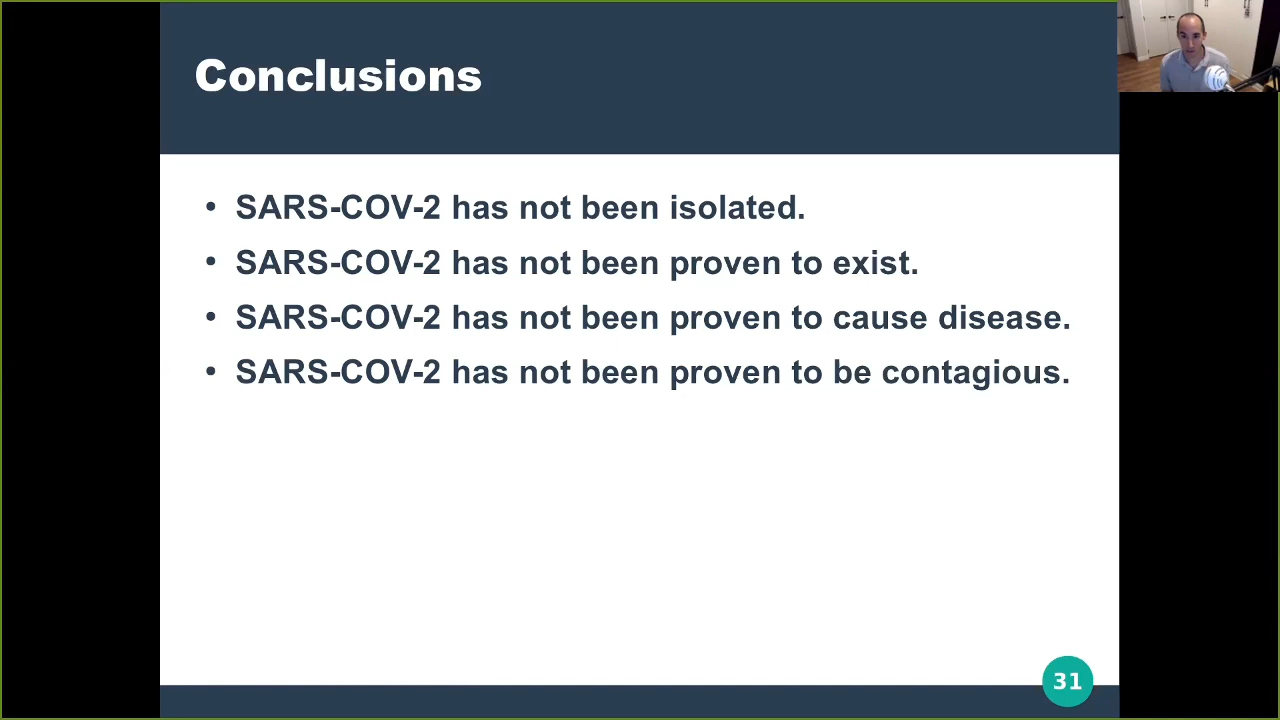 Conclusions
• SARS-COV-2 has not been isolated.
• SARS-COV-2 has not been proven to exist.
• SARS-COV-2 has not been proven to cause disease.
• SARS-COV-2 has not been proven to be contagious.
31